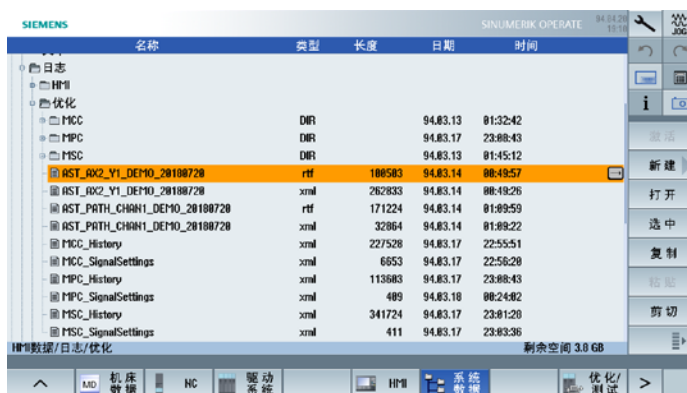 SIEMENS
SINUMERIK OPERATE
JOG
名称 类型 长度 日期 时间
日志
HMI
优化
MCC DIR 94.03.13 01:32:42
MPC DIR 94.03.17 23:08:43
MSC DIR 94.03.13 01:45:12
AST_AX2_Y1_DEMO_20180720 rtf 180503 94.03.14 00:49:57
AST_AX2_Y1_DEMO_20180720 xml 262833 94.03.14 00:49:26
AST_PATH_CHAN1_DEMO_20180720 rtf 171224 94.03.14 01:09:59
AST_PATH_CHAN1_DEMO_20180720 xml 32864 94.03.14 01:09:22
MCC_History xml 227528 94.03.17 22:55:51
MCC_SignalSettings xml 6653 94.03.17 22:56:20
MPC_History xml 113603 94.03.17 23:08:43
MPC_SignalSettings xml 409 94.03.18 00:24:02
MSC_History xml 341724 94.03.17 23:01:20
MSC_SignalSettings xml 411 94.03.17 23:03:36
HMI数据/日志/优化 剩余空间 3.8 GB
激活
新建
打开
选中
复制
粘贴
剪切
MD 机床数据
NC
驱动系统
HMI
系统数据
优化/测试
>